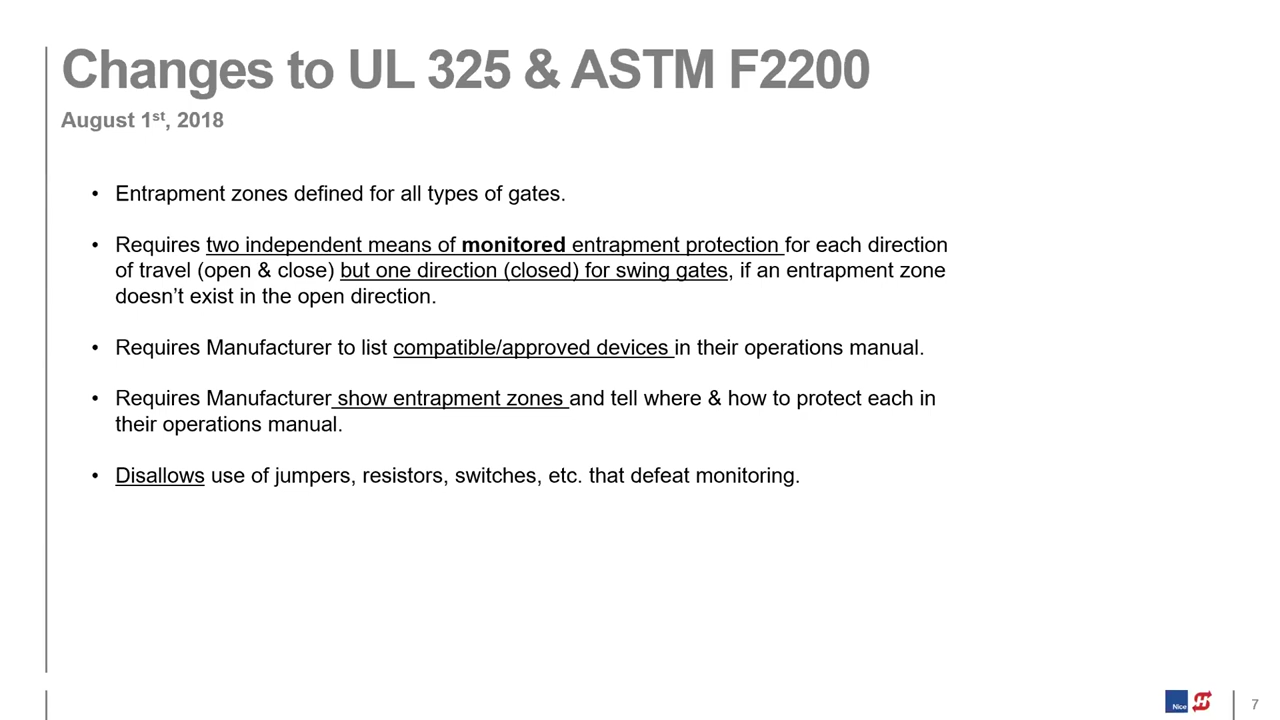 Changes to UL 325 & ASTM F2200
August 1st, 2018
• Entrapment zones defined for all types of gates.
• Requires two independent means of monitored entrapment protection for each direction
of travel (open & close) but one direction (closed) for swing gates, if an entrapment zone
doesn’t exist in the open direction.
• Requires Manufacturer to list compatible/approved devices in their operations manual.
• Requires Manufacturer show entrapment zones and tell where & how to protect each in
their operations manual.
• Disallows use of jumpers, resistors, switches, etc. that defeat monitoring.
Nice H
7